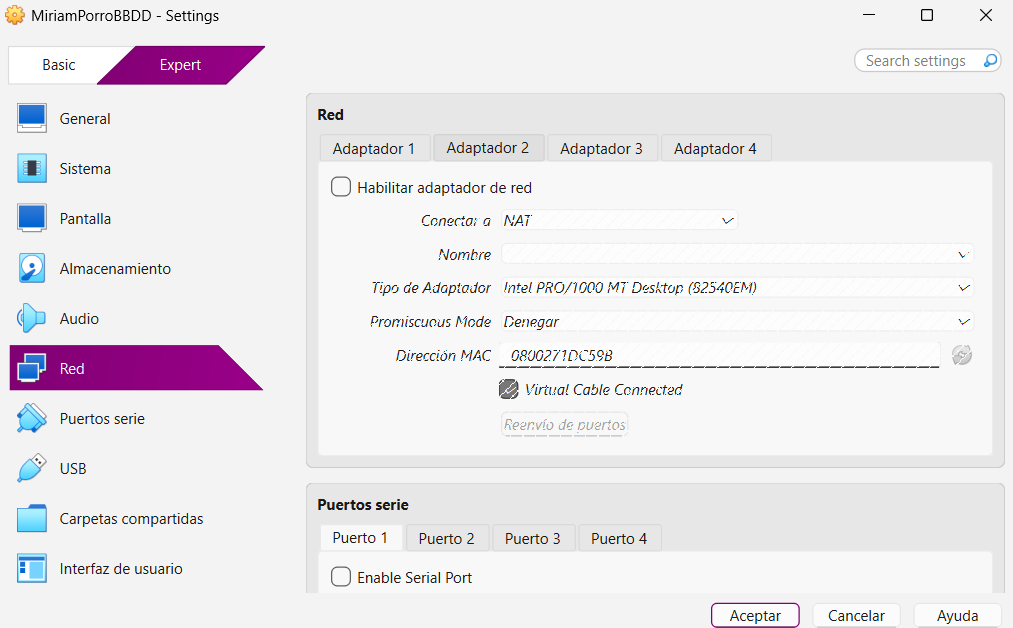 MiriamPorroBBDD - Settings
Basic
Expert
Search settings
General
Sistema
Pantalla
Almacenamiento
Audio
Red
Puertos serie
USB
Carpetas compartidas
Interfaz de usuario
Red
Adaptador 1
Adaptador 2
Adaptador 3
Adaptador 4
Habilitar adaptador de red
Conectar a NAT
Nombre
Tipo de Adaptador Intel PRO/1000 MT Desktop (82540EM)
Promiscuous Mode Denegar
Dirección MAC 0800271DC59B
Virtual Cable Connected
Reenvío de puertos
Puertos serie
Puerto 1
Puerto 2
Puerto 3
Puerto 4
Enable Serial Port
Aceptar
Cancelar
Ayuda